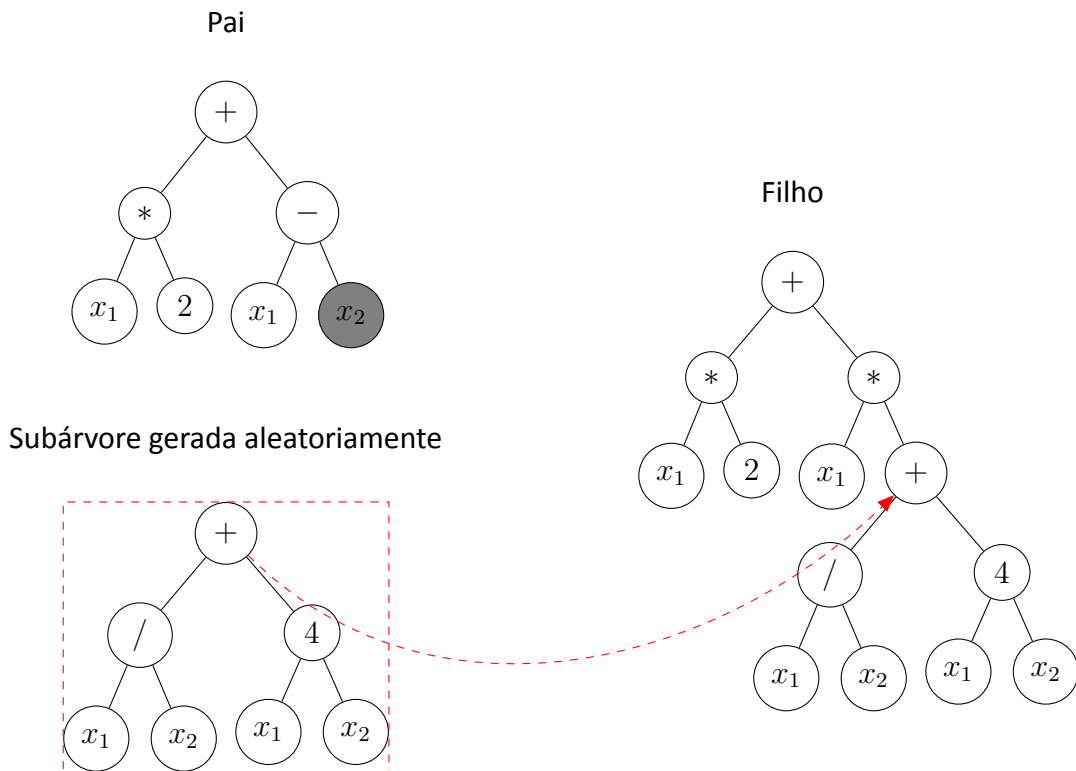 Pai
+
* −
x₁ 2 x₁ x₂
Subárvore gerada aleatoriamente
+
/ 4
x₁ x₂ x₁ x₂
Filho
+
* *
x₁ 2 x₁ +
/ 4
x₁ x₂ x₁ x₂